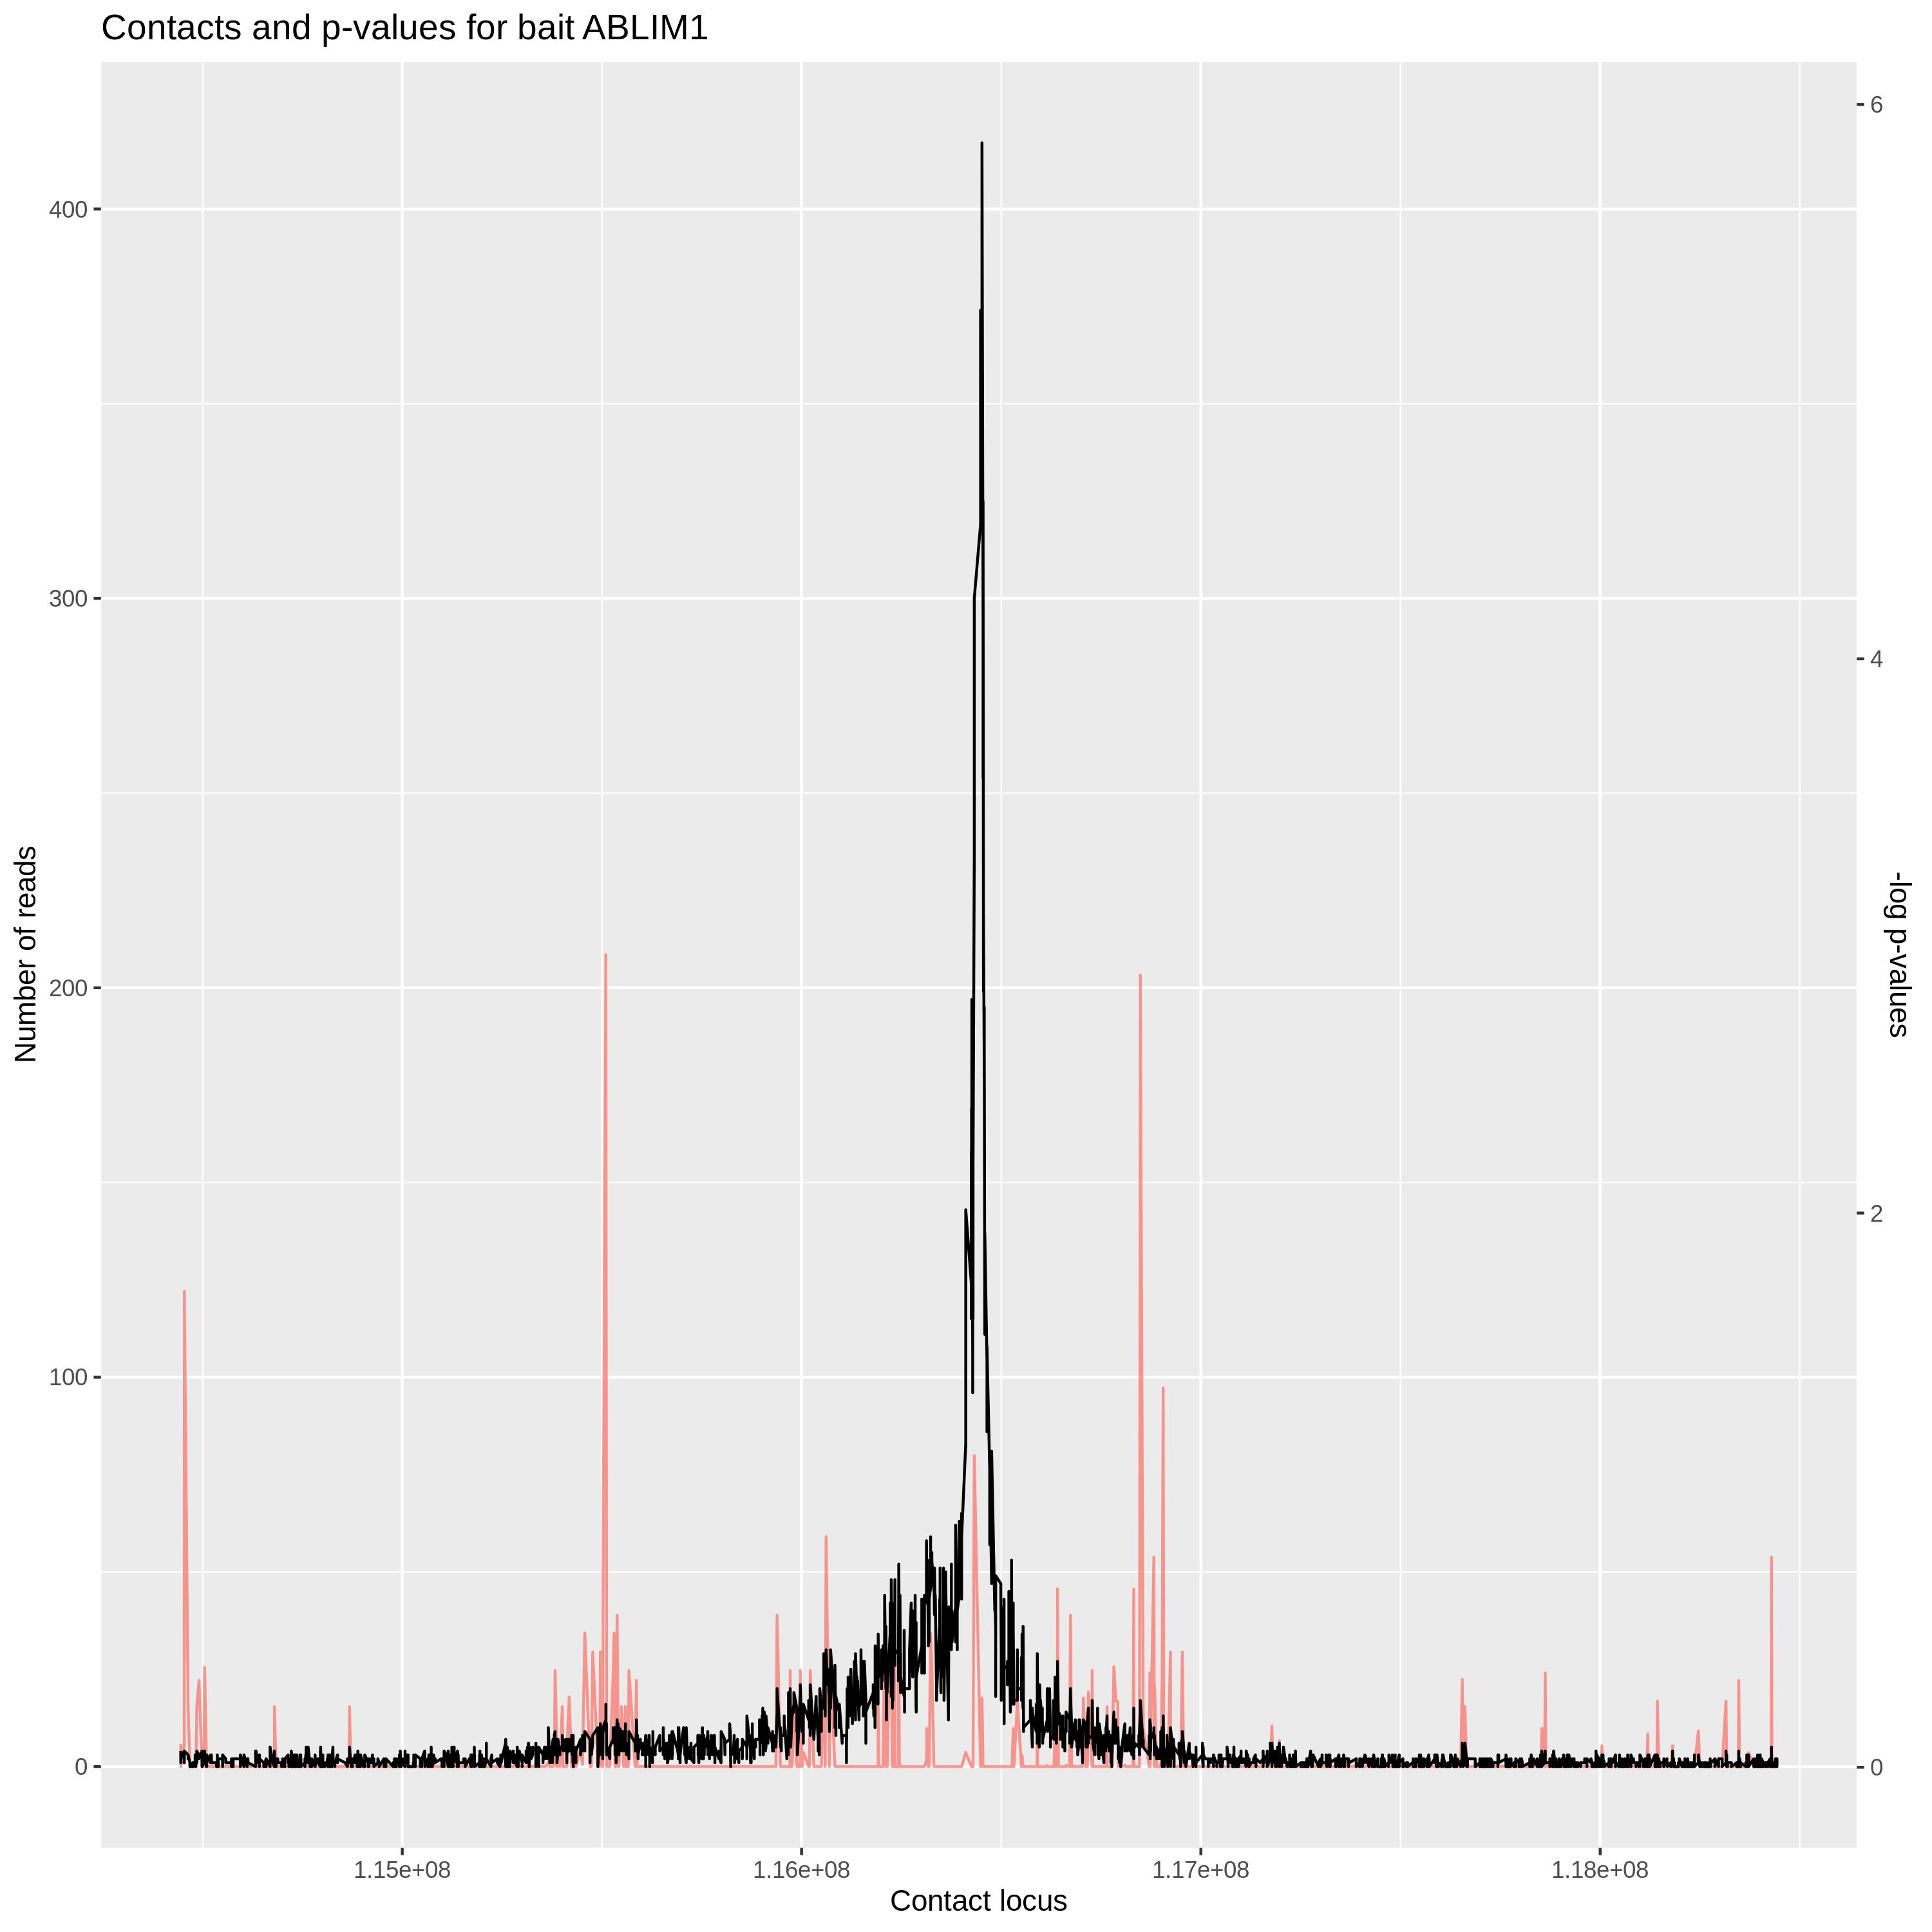 Contacts and p-values for bait ABLIM1
Number of reads
400
300
200
100
0
6
4
2
0
-log p-values
1.15e+08
1.16e+08
1.17e+08
1.18e+08
Contact locus